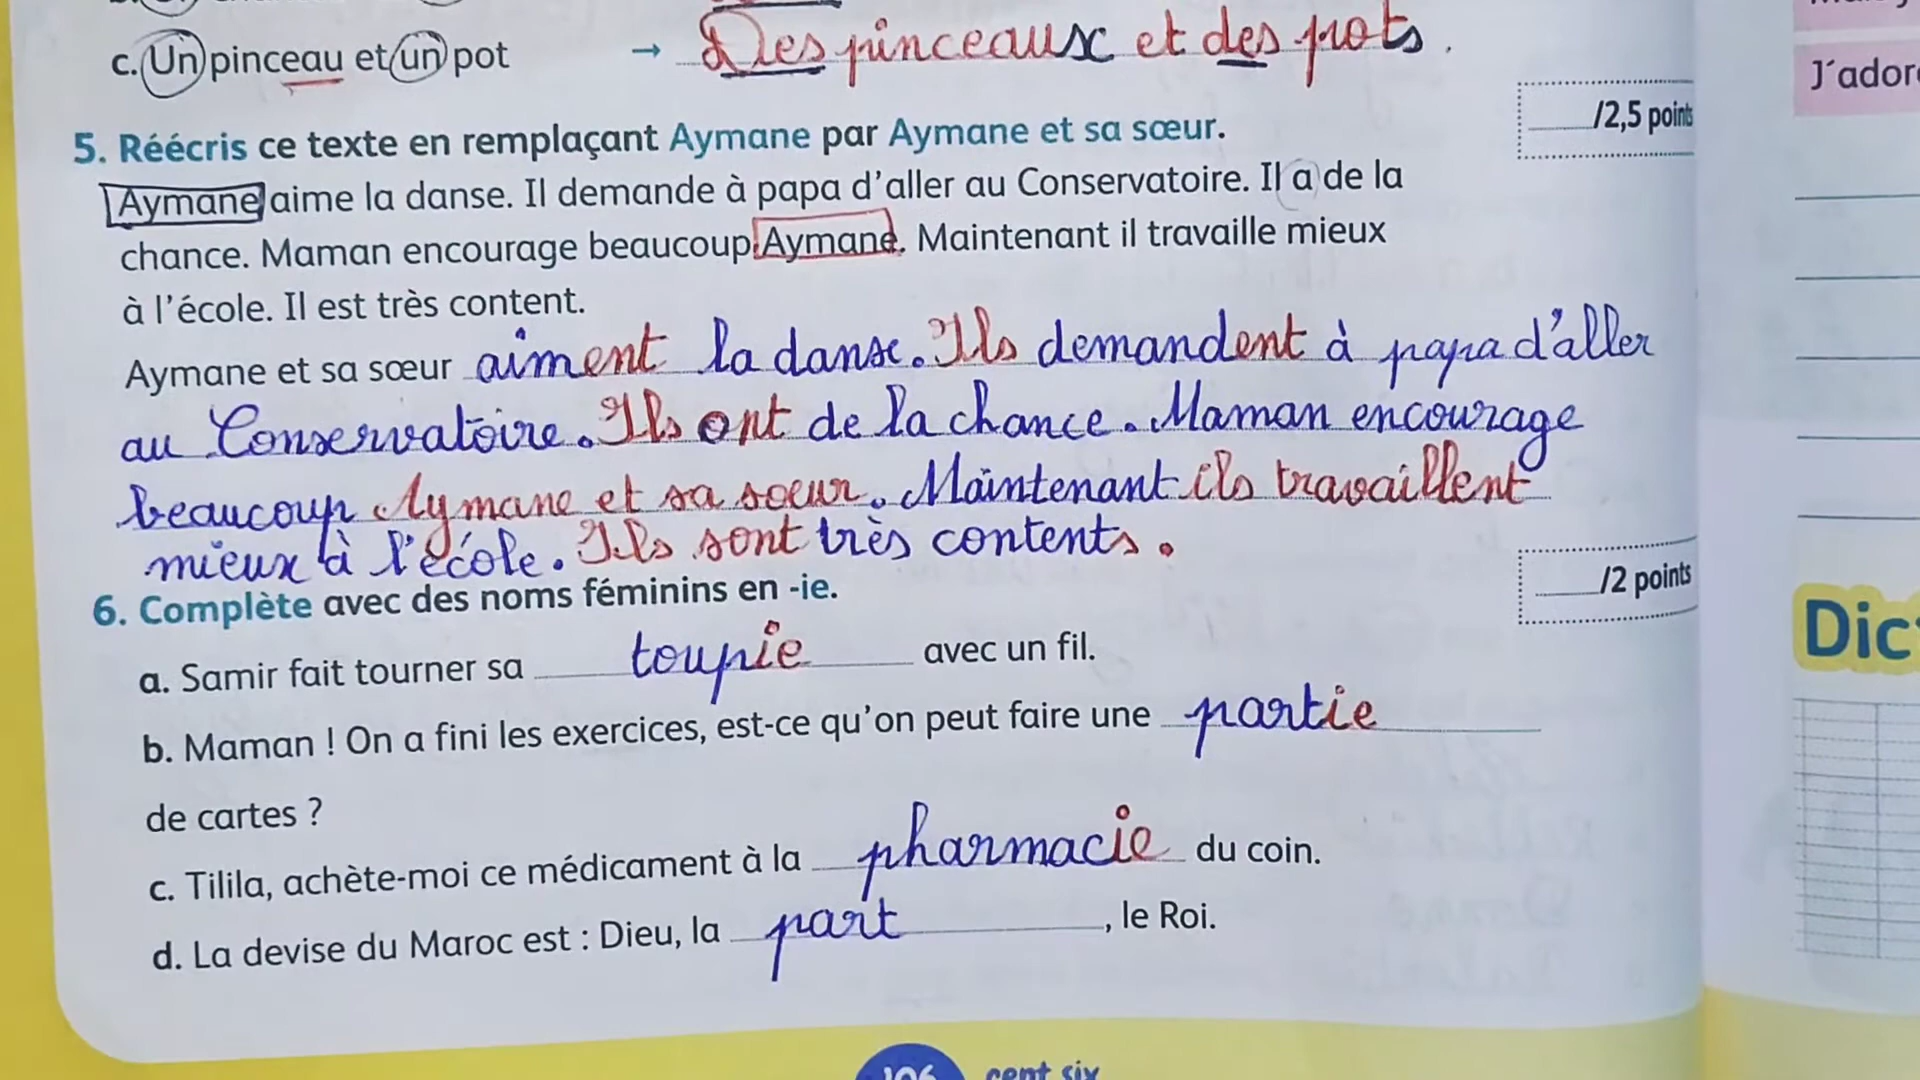 c. Un pinceau et un pot → Des pinceaux et des pots.
J'ador
/2,5 points
5. Réécris ce texte en remplaçant Aymane par Aymane et sa sœur.
Aymane aime la danse. Il demande à papa d'aller au Conservatoire. Il a de la
chance. Maman encourage beaucoup Aymane. Maintenant il travaille mieux
à l'école. Il est très content.
Aymane et sa sœur aiment la danse. Ils demandent à papa d'aller
au Conservatoire. Ils ont de la chance. Maman encourage
beaucoup Aymane et sa sœur. Maintenant ils travaillent
mieux à l'école. Ils sont très contents.
/2 points
6. Complète avec des noms féminins en -ie.
a. Samir fait tourner sa toupie avec un fil.
b. Maman ! On a fini les exercices, est-ce qu'on peut faire une partie
de cartes ?
c. Tilila, achète-moi ce médicament à la pharmacie du coin.
d. La devise du Maroc est : Dieu, la part , le Roi.
Dic
106 cent six